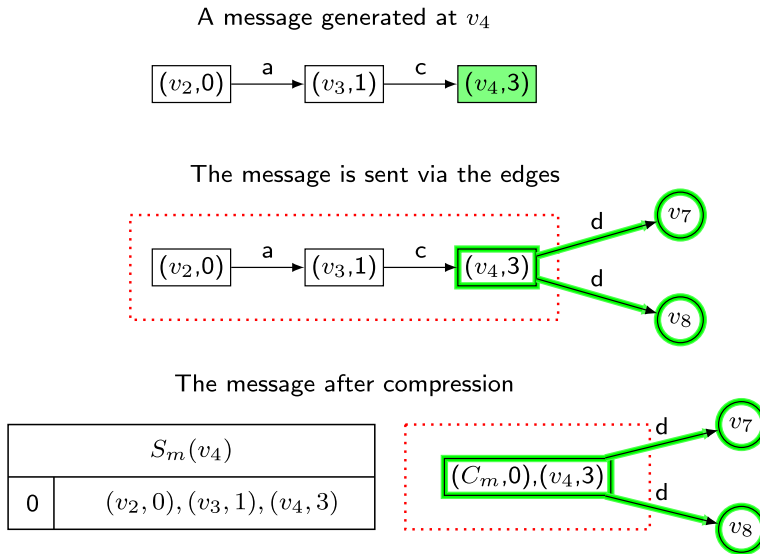 A message generated at v₄
(v₂,0) a (v₃,1) c (v₄,3)
The message is sent via the edges
(v₂,0) a (v₃,1) c (v₄,3) d v₇
d v₈
The message after compression
Sₘ(v₄)
0 (v₂, 0), (v₃, 1), (v₄, 3)
(Cₘ,0),(v₄,3) d v₇
d v₈